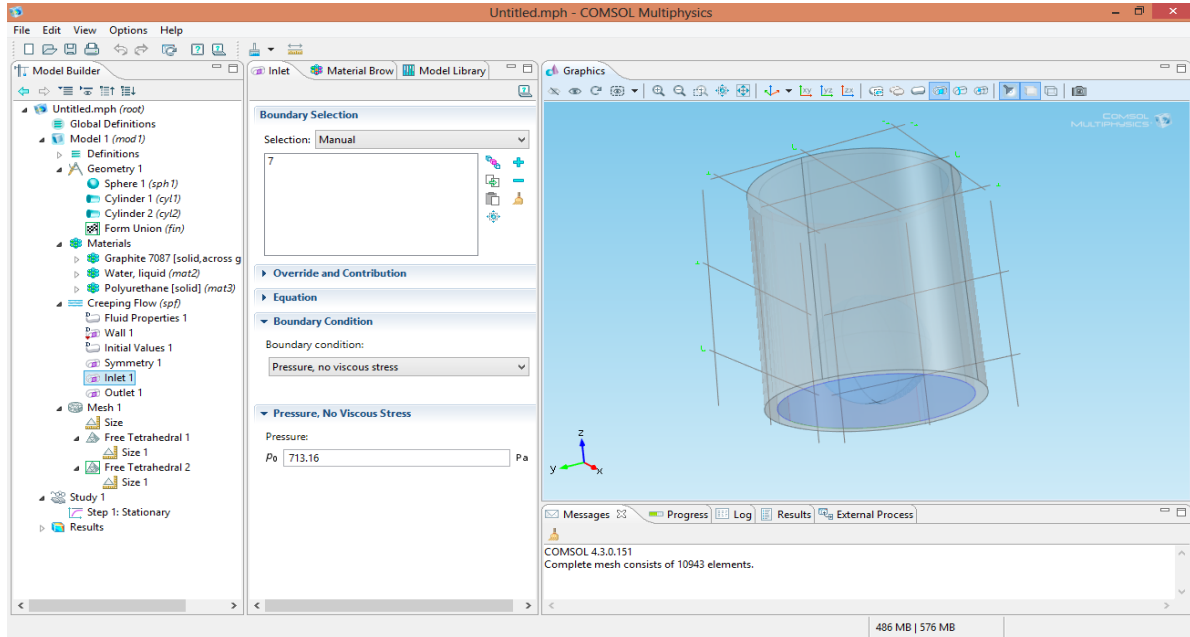 Untitled.mph - COMSOL Multiphysics
File Edit View Options Help
Model Builder
Untitled.mph (root)
Global Definitions
Model 1 (mod1)
Definitions
Geometry 1
Sphere 1 (sph1)
Cylinder 1 (cyl1)
Cylinder 2 (cyl2)
Form Union (fin)
Materials
Graphite 7087 [solid,across g
Water, liquid (mat2)
Polyurethane [solid] (mat3)
Creeping Flow (spf)
Fluid Properties 1
Wall 1
Initial Values 1
Symmetry 1
Inlet 1
Outlet 1
Mesh 1
Size
Free Tetrahedral 1
Size 1
Free Tetrahedral 2
Size 1
Study 1
Step 1: Stationary
Results
Inlet Material Brow Model Library
Boundary Selection
Selection: Manual
7
Override and Contribution
Equation
Boundary Condition
Boundary condition:
Pressure, no viscous stress
Pressure, No Viscous Stress
Pressure:
p0 713.16 Pa
Graphics
xy yz zx
COMSOL
MULTIPHYSICS
z
y x
Messages Progress Log Results External Process
COMSOL 4.3.0.151
Complete mesh consists of 10943 elements.
486 MB | 576 MB